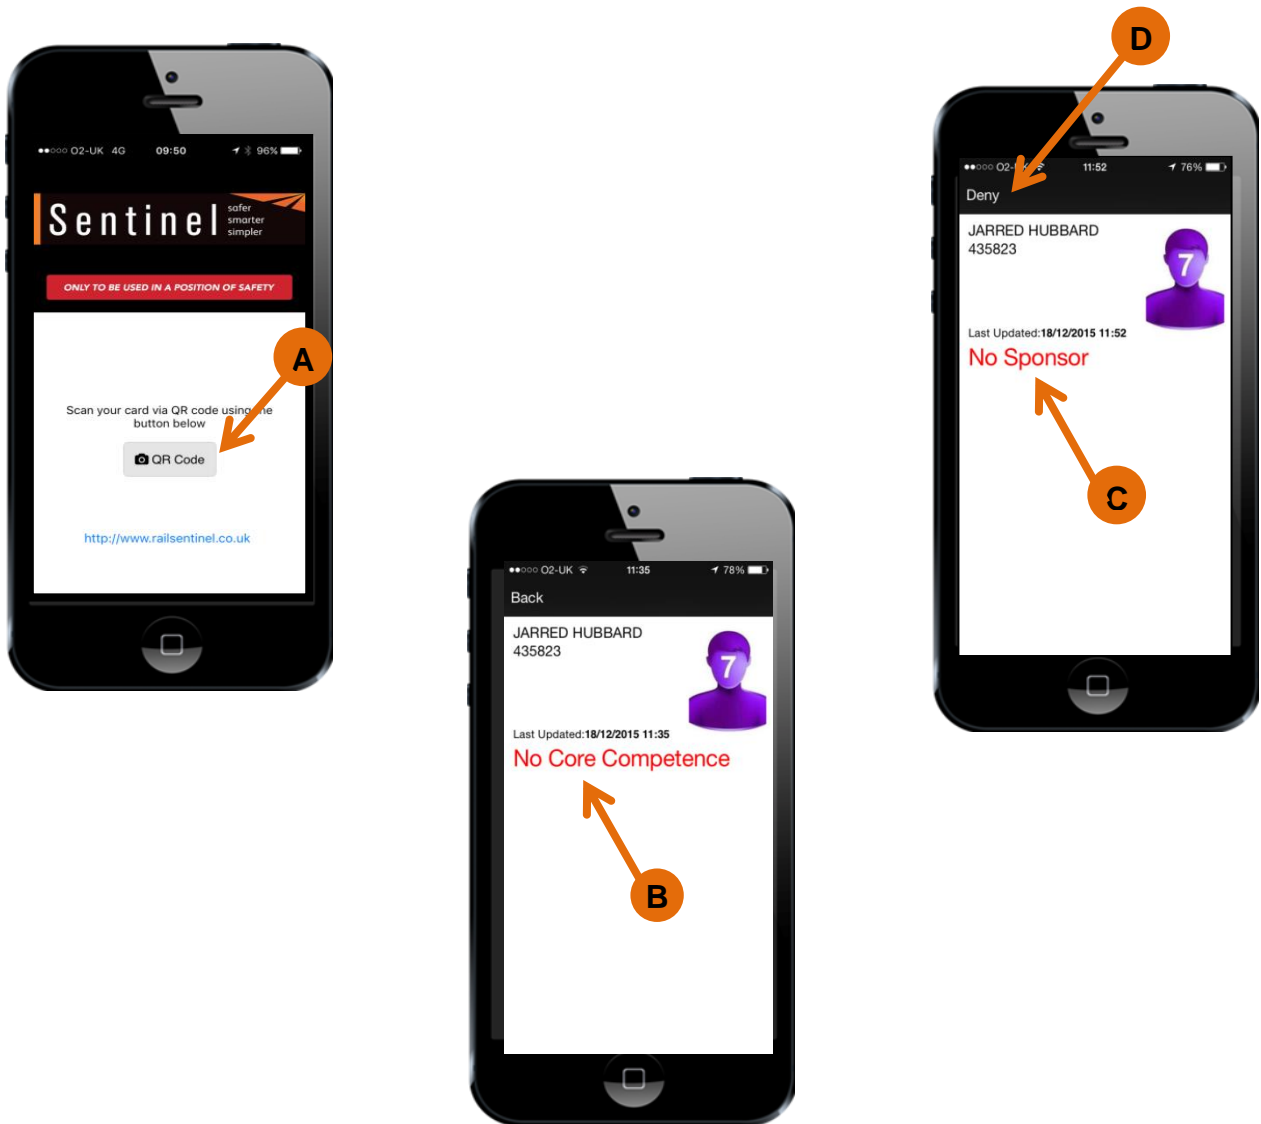 ●●○○○ O2-UK 4G 09:50 96%
Sentinel
safer
smarter
simpler
ONLY TO BE USED IN A POSITION OF SAFETY
A
Scan your card via QR code using the
button below
QR Code
http://www.railsentinel.co.uk
●●○○○ O2-UK 11:35 78%
Back
JARRED HUBBARD
435823
7
Last Updated:18/12/2015 11:35
No Core Competence
B
D
●●○○○ O2-UK 11:52 76%
Deny
JARRED HUBBARD
435823
7
Last Updated:18/12/2015 11:52
No Sponsor
C